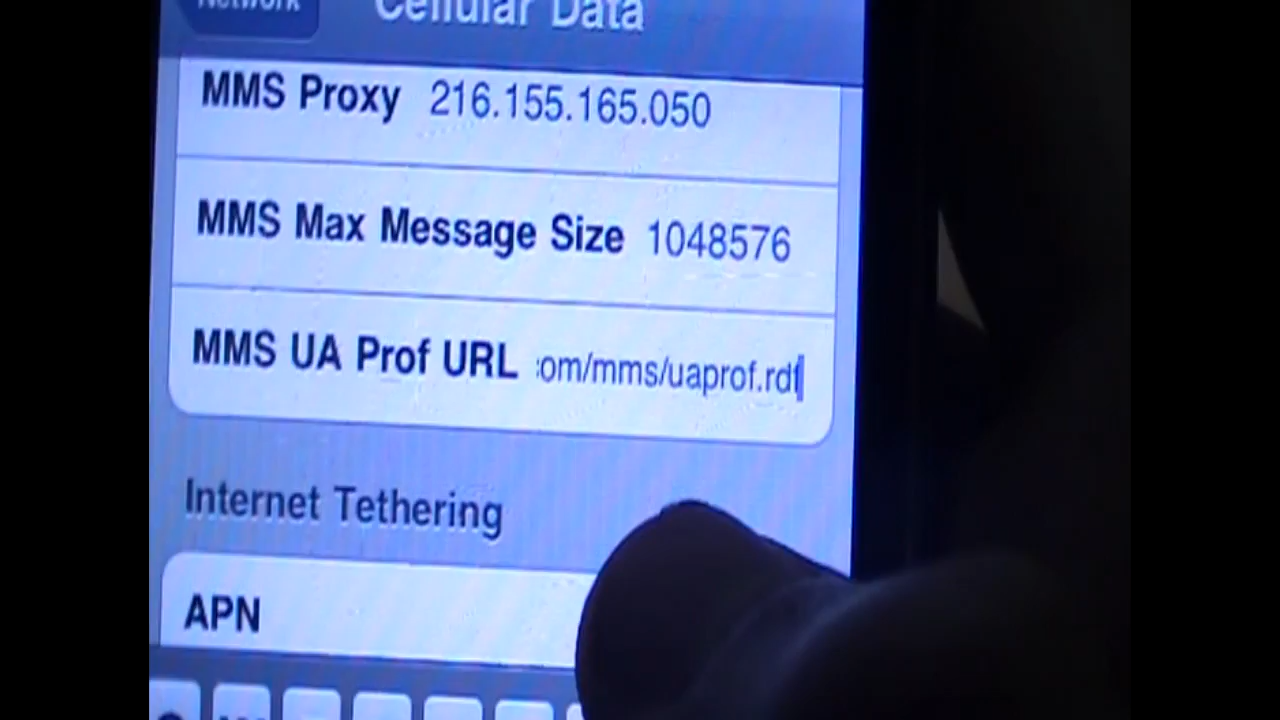 Network
Cellular Data
MMS Proxy 216.155.165.050
MMS Max Message Size 1048576
MMS UA Prof URL :om/mms/uaprof.rdf
Internet Tethering
APN